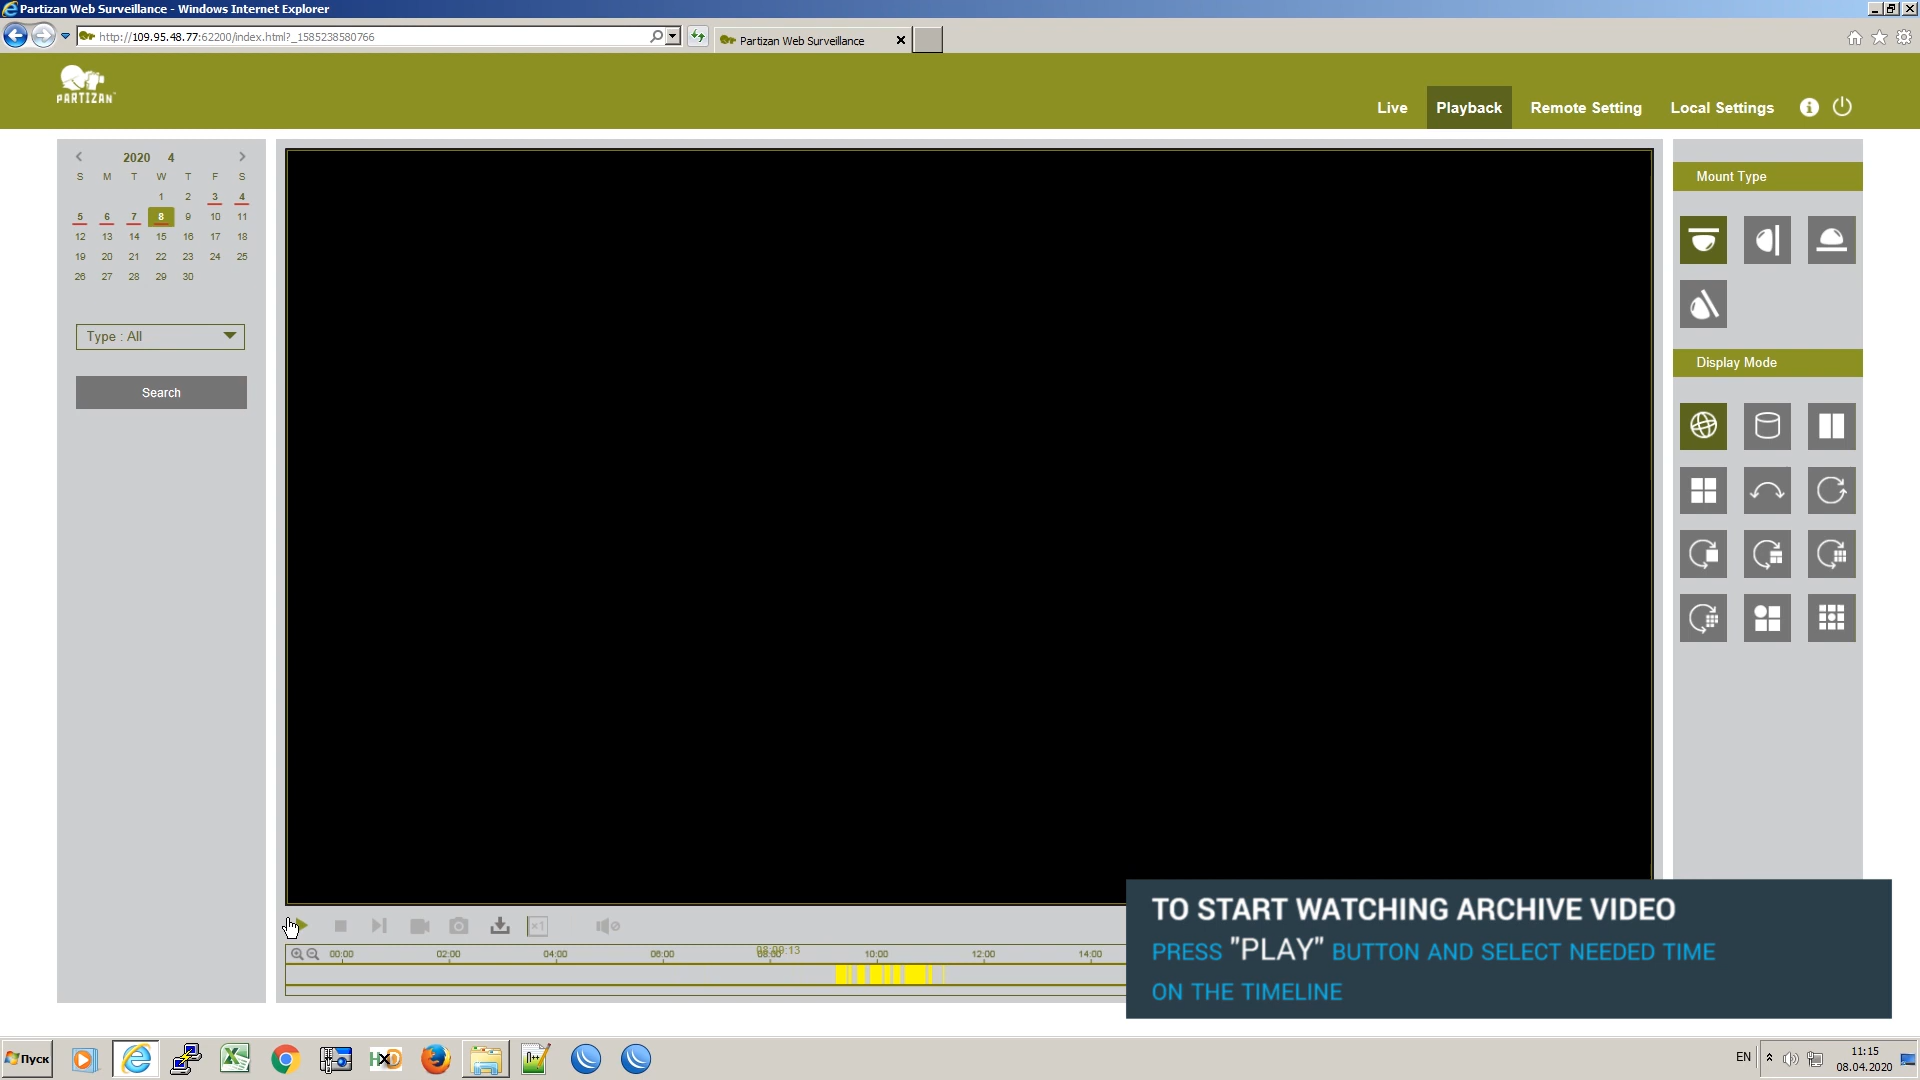 Partizan Web Surveillance - Windows Internet Explorer
http://109.95.48.77:62200/index.html?_1585238580766
Partizan Web Surveillance
PARTIZAN
Live
Playback
Remote Setting
Local Settings
2020 4
S M T W T F S
1 2 3 4
5 6 7 8 9 10 11
12 13 14 15 16 17 18
19 20 21 22 23 24 25
26 27 28 29 30
Type : All
Search
Mount Type
Display Mode
×1
00:00 02:00 04:00 06:00 08:00 10:00 12:00 14:00
TO START WATCHING ARCHIVE VIDEO
PRESS "PLAY" BUTTON AND SELECT NEEDED TIME
ON THE TIMELINE
Пуск
HXD
EN
11:15
08.04.2020